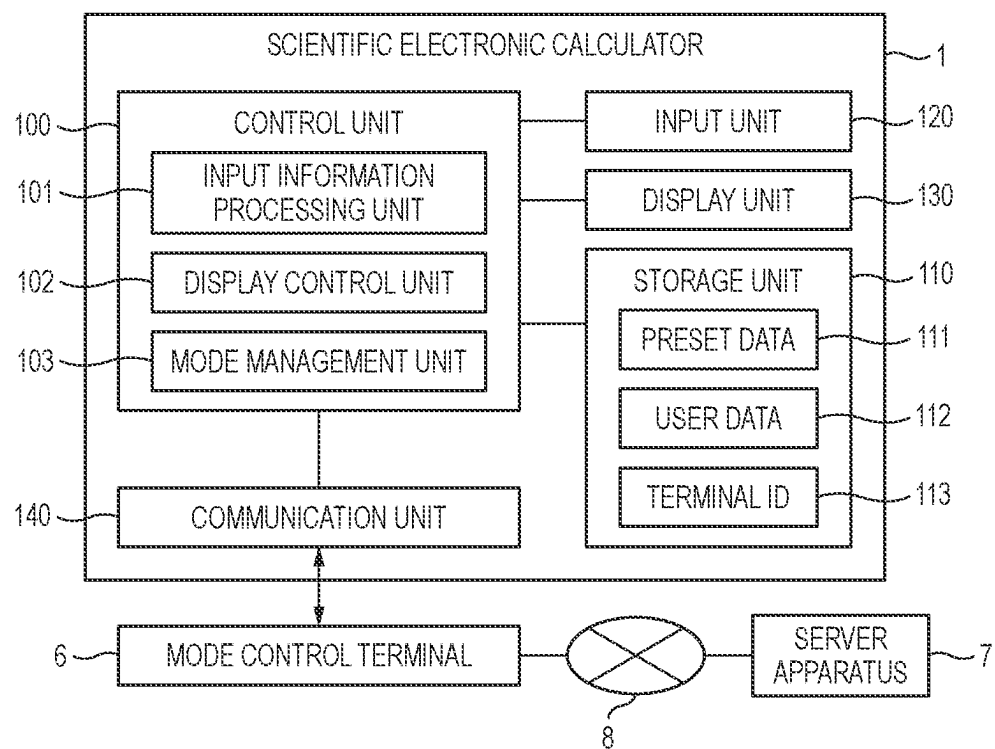 SCIENTIFIC ELECTRONIC CALCULATOR
1
100
CONTROL UNIT
101
INPUT INFORMATION
PROCESSING UNIT
102
DISPLAY CONTROL UNIT
103
MODE MANAGEMENT UNIT
INPUT UNIT
120
DISPLAY UNIT
130
STORAGE UNIT
110
PRESET DATA
111
USER DATA
112
TERMINAL ID
113
140
COMMUNICATION UNIT
6
MODE CONTROL TERMINAL
8
SERVER
APPARATUS
7